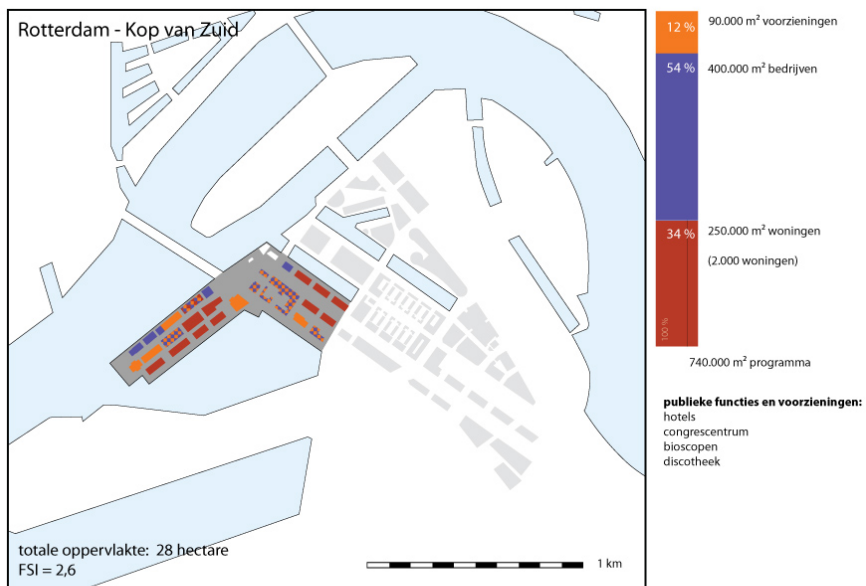 Rotterdam - Kop van Zuid
totale oppervlakte: 28 hectare
FSI = 2,6
1 km
12 %
90.000 m² voorzieningen
54 %
400.000 m² bedrijven
34 %
250.000 m² woningen
(2.000 woningen)
100 %
740.000 m² programma
publieke functies en voorzieningen:
hotels
congrescentrum
bioscopen
discotheek